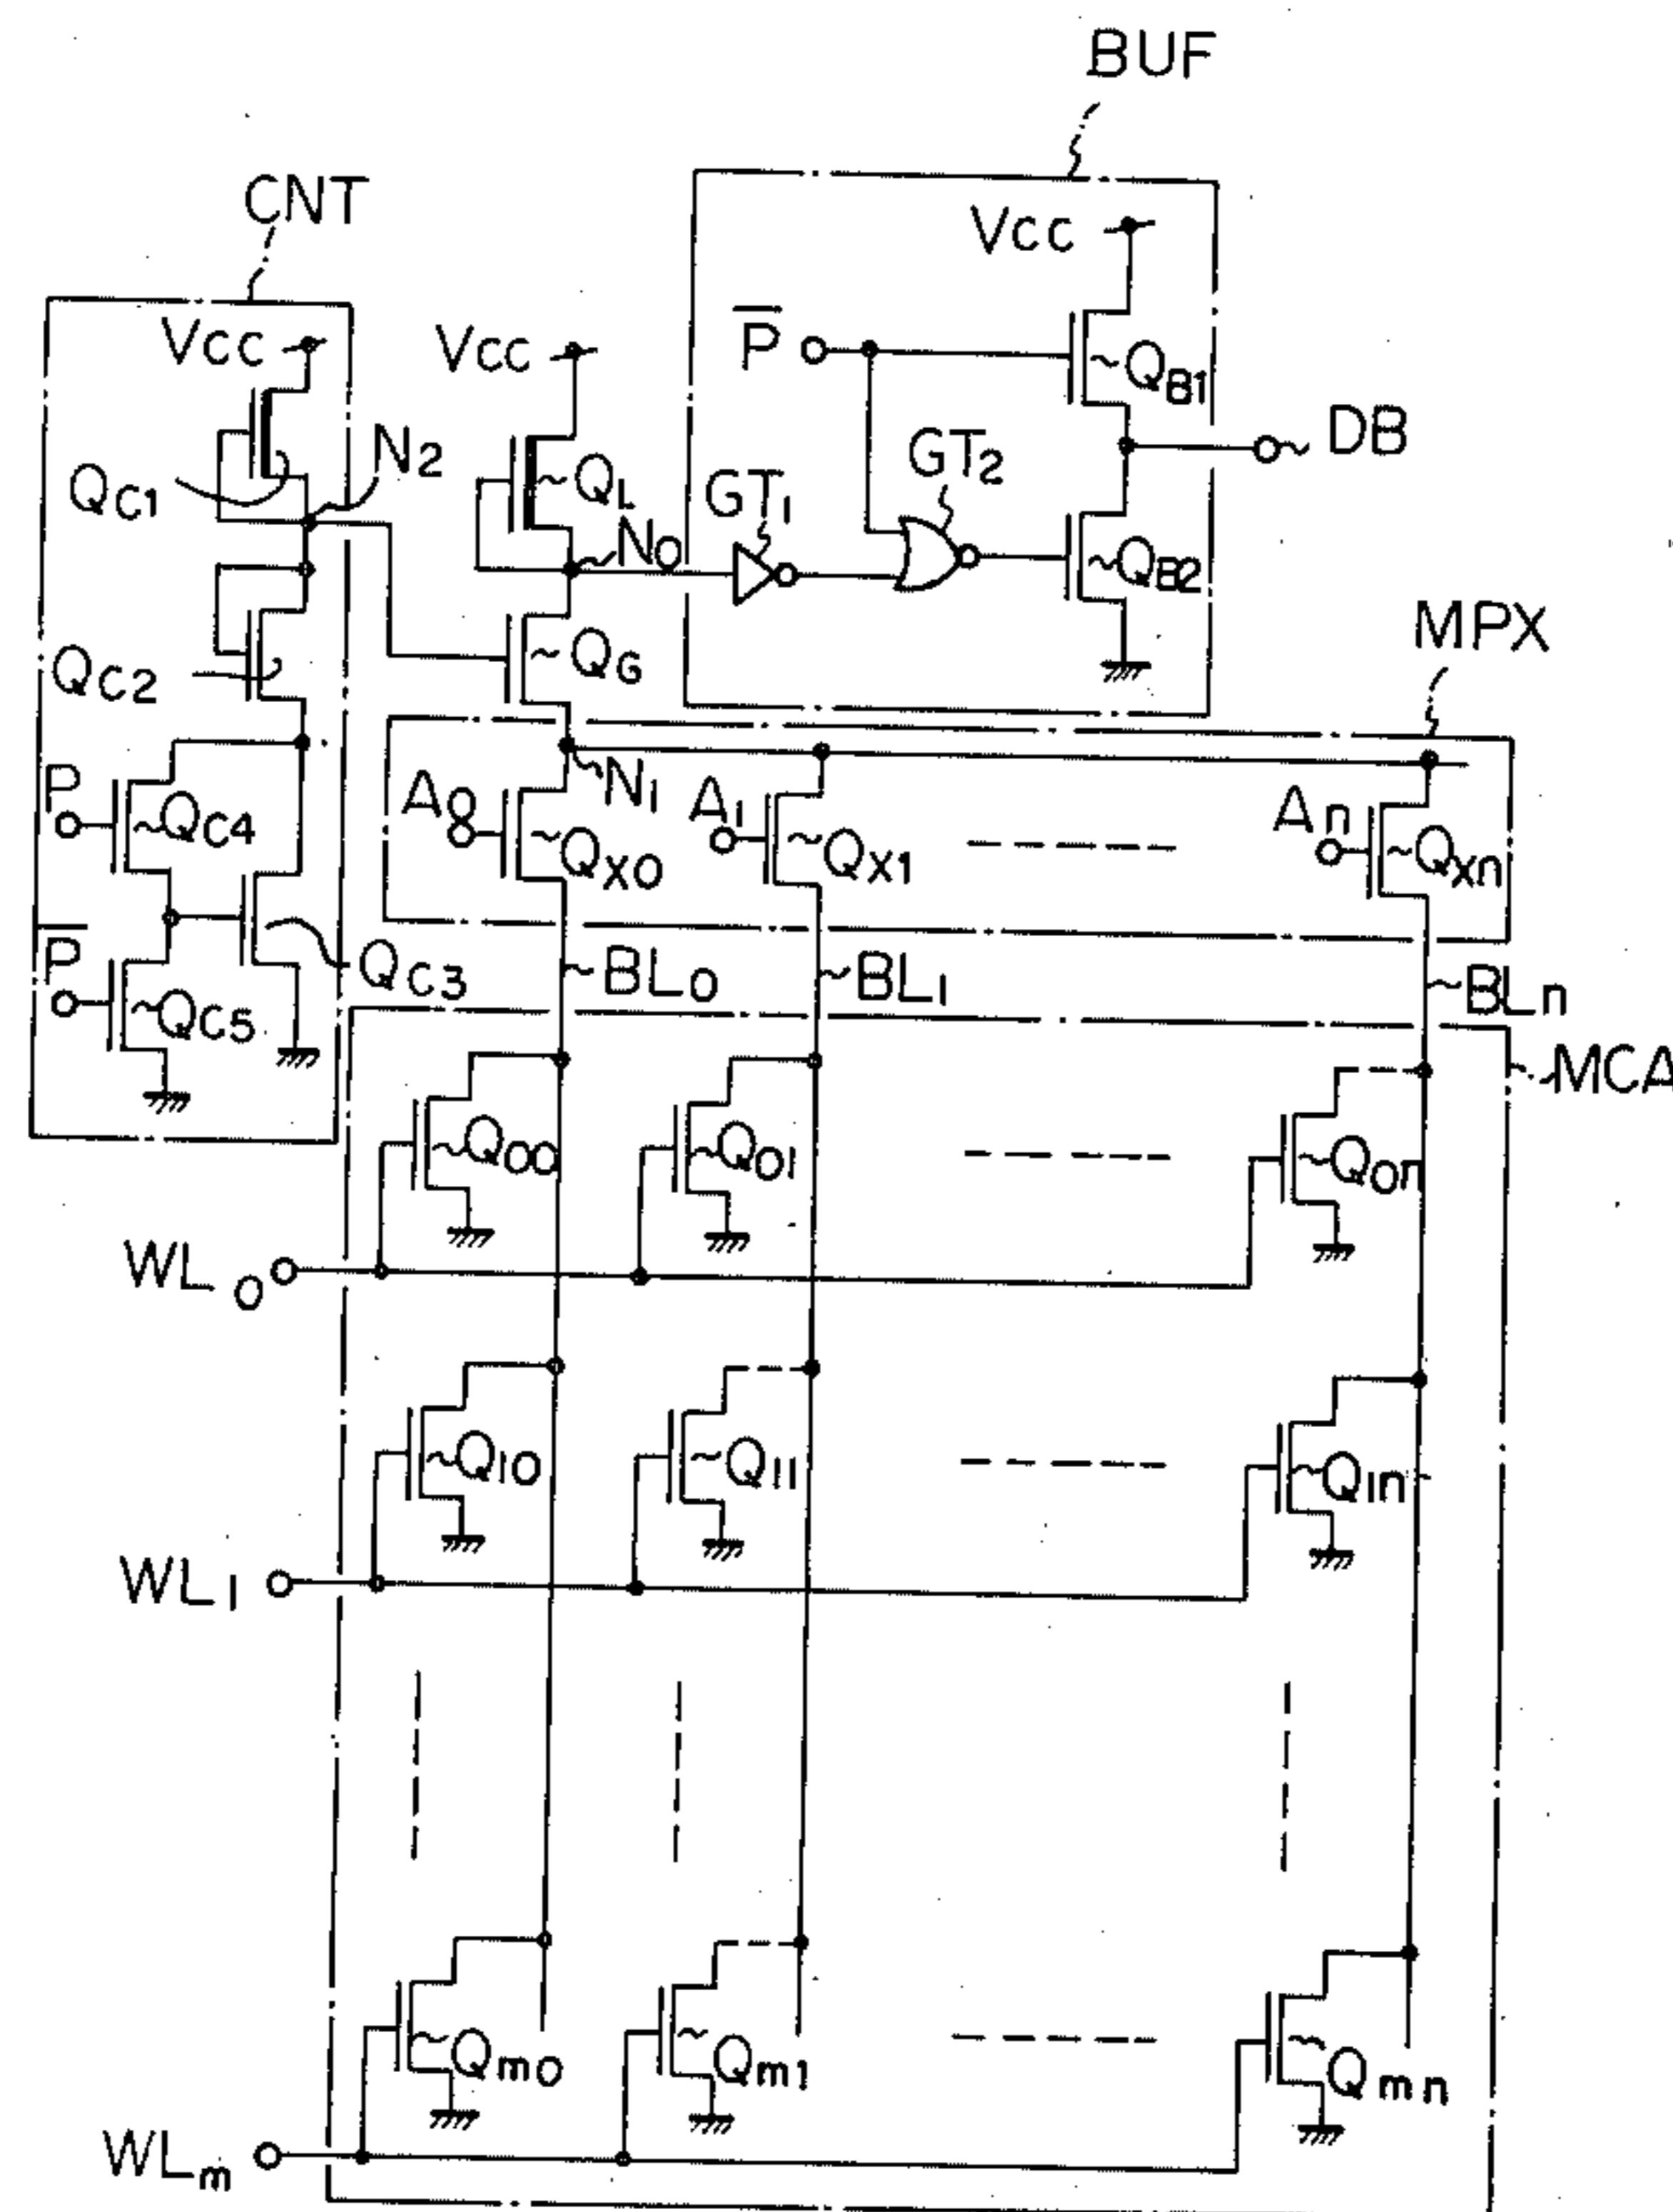 BUF
CNT
Vcc
Vcc
Vcc
P̅
QB1
DB
QC1
N2
QL
GT1
GT2
N0
QB2
QC2
QG
MPX
P
QC4
A0
N1
A1
An
QX0
QX1
QXn
P̅
QC3
QC5
BL0
BL1
BLn
MCA
Q00
Q01
Q0n
WL0
Q10
Q11
Q1n
WL1
Qm0
Qm1
Qmn
WLm